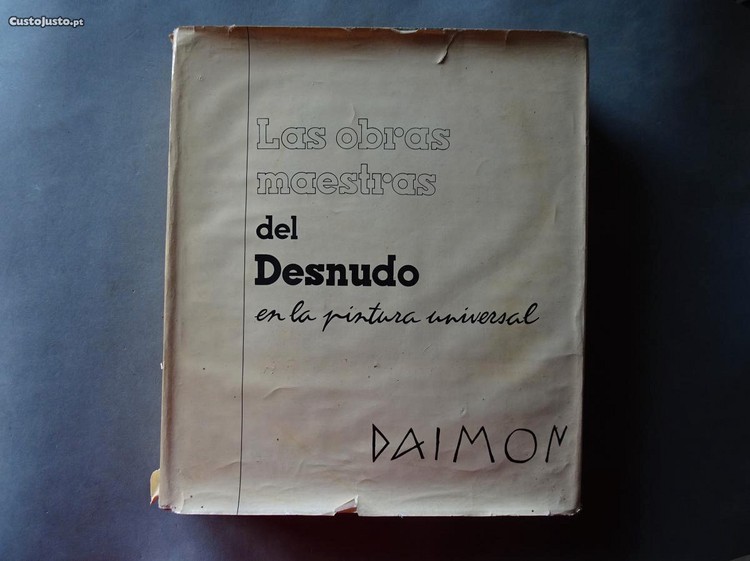 CustoJusto.pt
Las obras
maestras
del
Desnudo
en la pintura universal
DAIMON